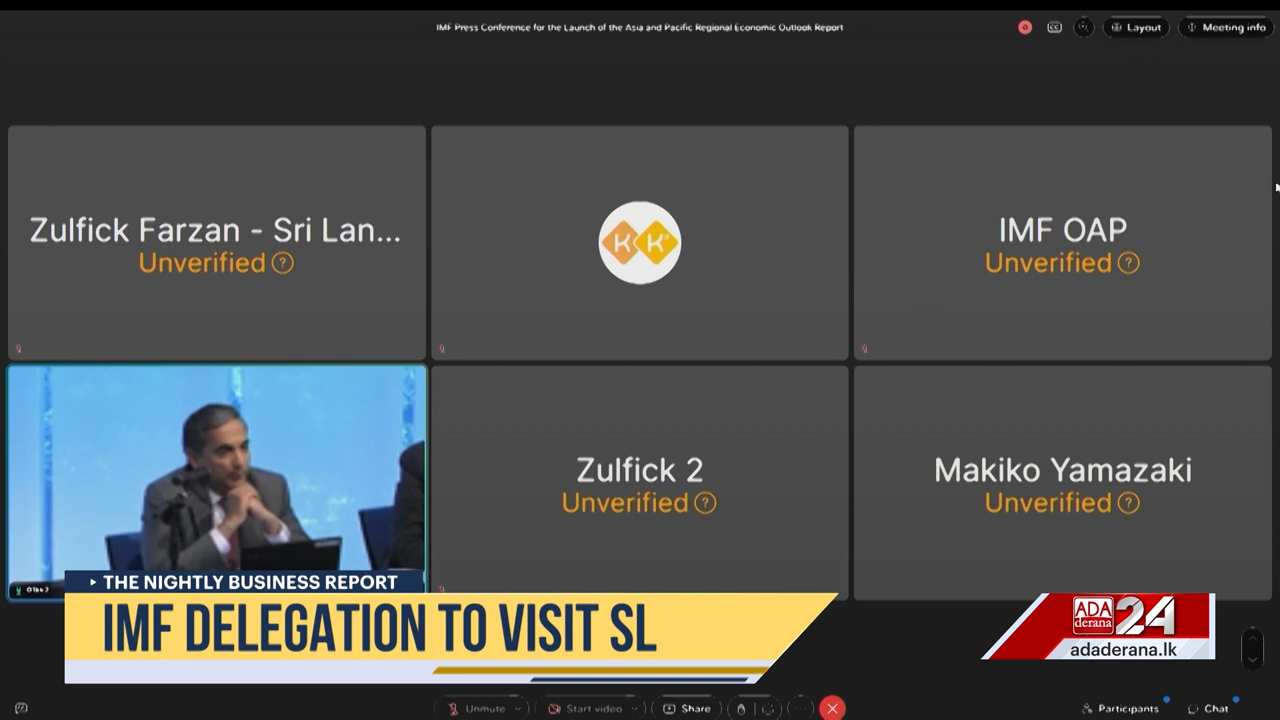 IMF Press Conference for the Launch of the Asia and Pacific Regional Economic Outlook Report
CC
Layout
Meeting info
Zulfick Farzan - Sri Lan...
Unverified ?
K K
IMF OAP
Unverified ?
Zulfick 2
Unverified ?
Makiko Yamazaki
Unverified ?
THE NIGHTLY BUSINESS REPORT
IMF DELEGATION TO VISIT SL
ADA
derana
24
adaderana.lk
Unmute
Start video
Share
Participants
Chat